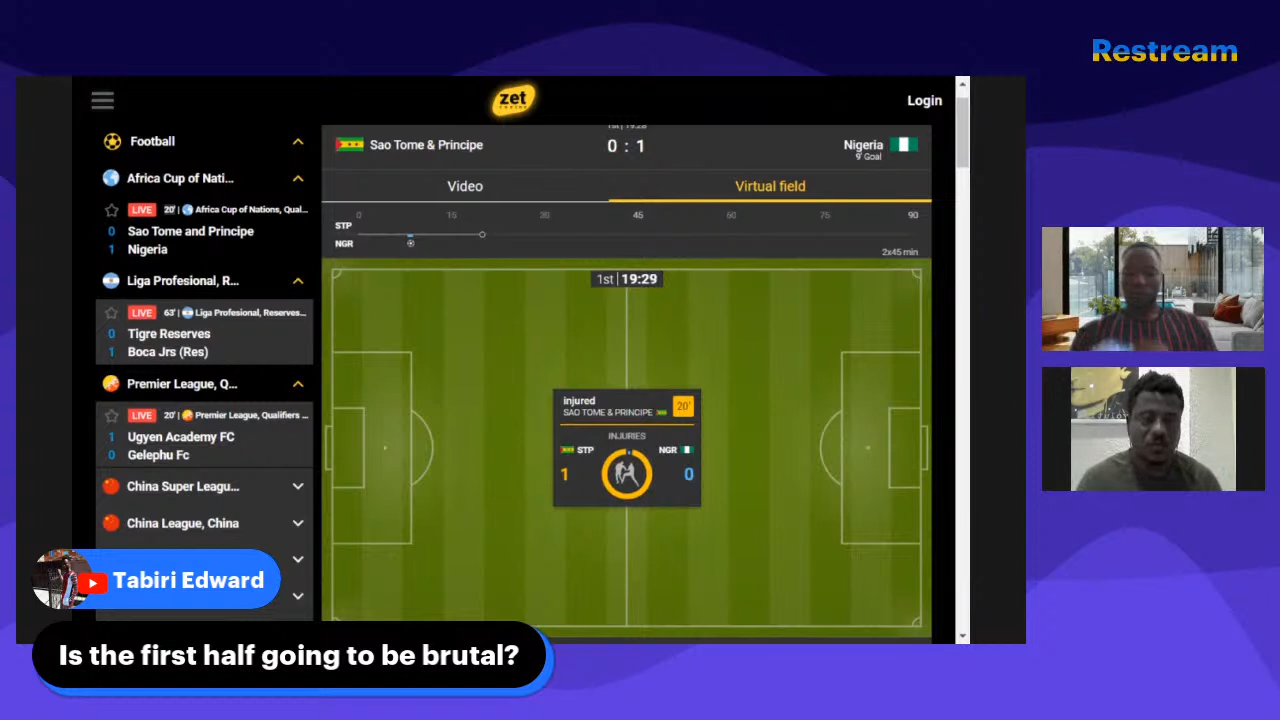 Restream
zet
Login
Football
Africa Cup of Nati...
LIVE 20' | Africa Cup of Nations, Qual...
0 Sao Tome and Principe
1 Nigeria
Liga Profesional, R...
LIVE 63' | Liga Profesional, Reserves...
0 Tigre Reserves
1 Boca Jrs (Res)
Premier League, Q...
LIVE 20' | Premier League, Qualifiers ...
1 Ugyen Academy FC
0 Gelephu Fc
China Super Leagu...
China League, China
Sao Tome & Principe
0 : 1
Nigeria
9' Goal
Video
Virtual field
0 15 30 45 60 75 90
STP
NGR
2x45 min
1st | 19:29
injured
SAO TOME & PRINCIPE
20'
INJURIES
STP NGR
1 0
Tabiri Edward
Is the first half going to be brutal?